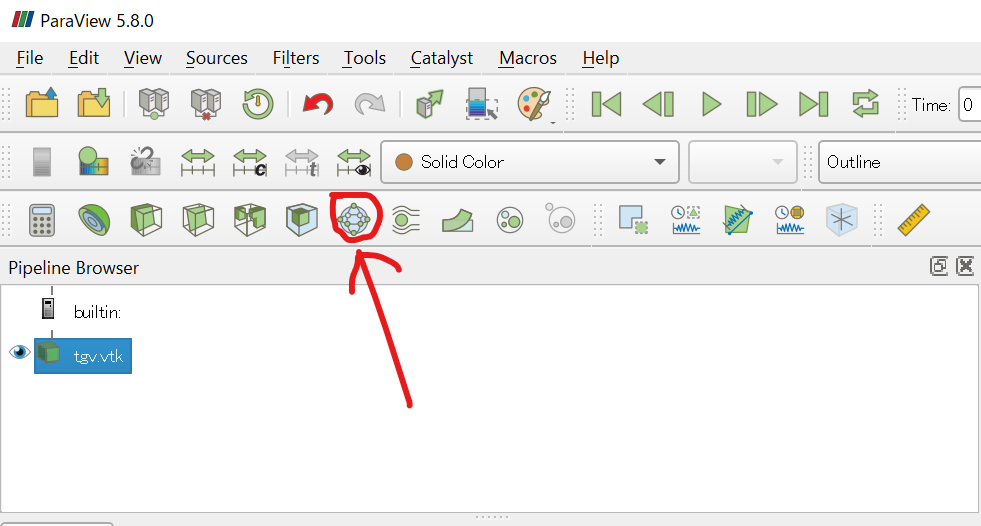 ParaView 5.8.0
File Edit View Sources Filters Tools Catalyst Macros Help
Time: 0
c t Solid Color Outline
Pipeline Browser
builtin:
tgv.vtk